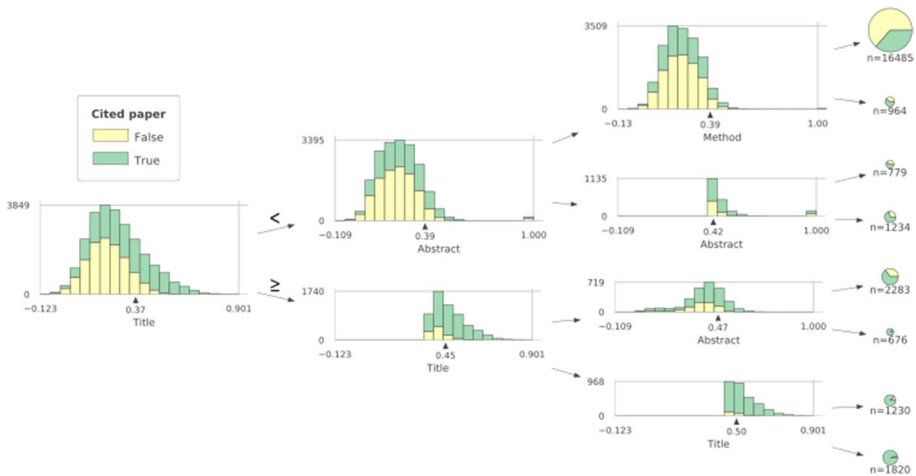 Cited paper
False
True
3849
0
−0.123
0.37
0.901
Title
<
≥
3395
0
−0.109
0.39
1.000
Abstract
1740
0
−0.123
0.45
0.901
Title
3509
0
−0.13
0.39
1.00
Method
1135
0
−0.109
0.42
1.000
Abstract
719
0
−0.109
0.47
1.000
Abstract
968
0
−0.123
0.50
0.901
Title
n=16485
n=964
n=779
n=1234
n=2283
n=676
n=1230
n=1820